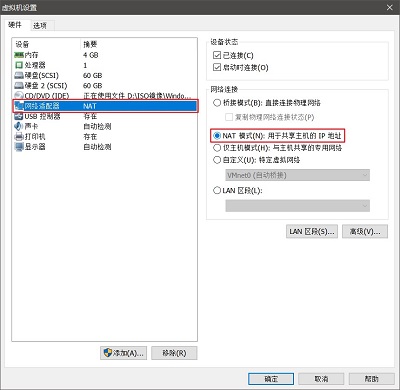 虚拟机设置
硬件 选项
设备 摘要
内存 4 GB
处理器 1
硬盘(SCSI) 60 GB
硬盘 2 (SCSI) 60 GB
CD/DVD (IDE) 正在使用文件 D:\ISO镜像\Windo...
网络适配器 NAT
USB 控制器 存在
声卡 自动检测
打印机 存在
显示器 自动检测
添加(A)... 移除(R)
设备状态
已连接(C)
启动时连接(O)
网络连接
桥接模式(B): 直接连接物理网络
复制物理网络连接状态(P)
NAT 模式(N): 用于共享主机的 IP 地址
仅主机模式(H): 与主机共享的专用网络
自定义(U): 特定虚拟网络
VMnet0 (自动桥接)
LAN 区段(L):
LAN 区段(S)... 高级(V)...
确定 取消 帮助